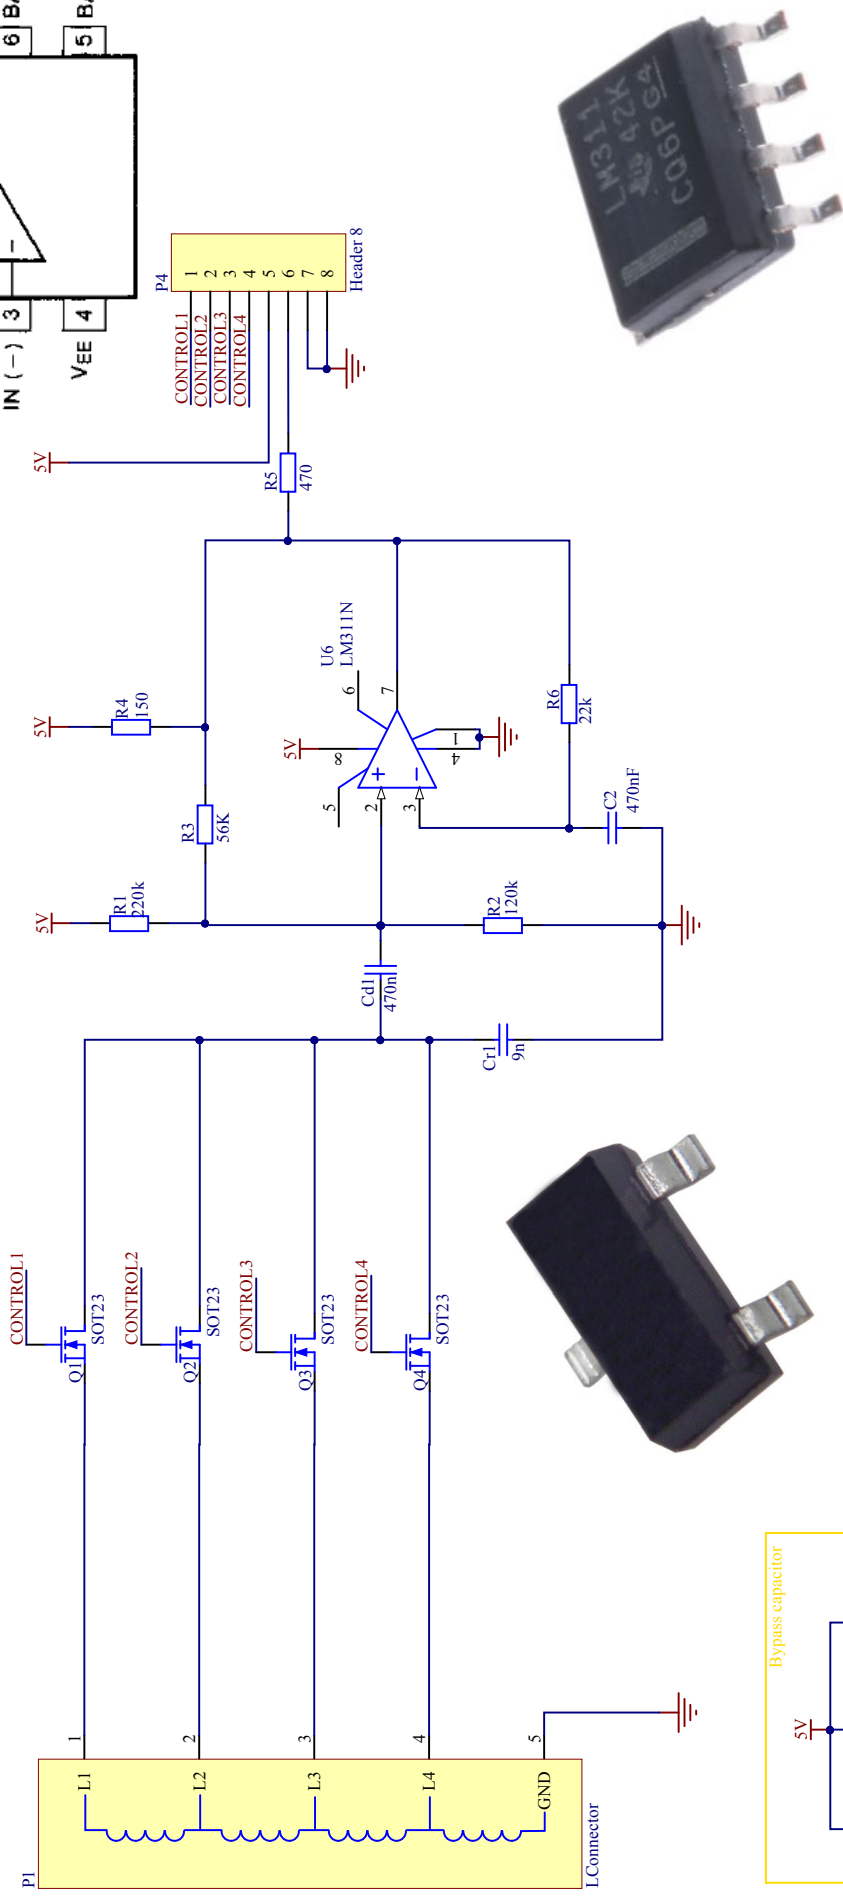 6 BA
5 BA
3
4
IN (−)
VEE
LM311
42K
CQ6P G4
P4
Header 8
1
2
3
4
5
6
7
8
CONTROL1
CONTROL2
CONTROL3
CONTROL4
5V
R5
470
5V
R4
150
U6
LM311N
6
7
5V
8
1
4
5
2
3
+
−
R6
22k
R3
56K
C2
470nF
5V
R1
220k
R2
120k
Cd1
470n
Cr1
9n
CONTROL1
Q1
SOT23
CONTROL2
Q2
SOT23
CONTROL3
Q3
SOT23
CONTROL4
Q4
SOT23
1
2
3
4
5
L1
L2
L3
L4
GND
P1
LConnector
Bypass capacitor
5V